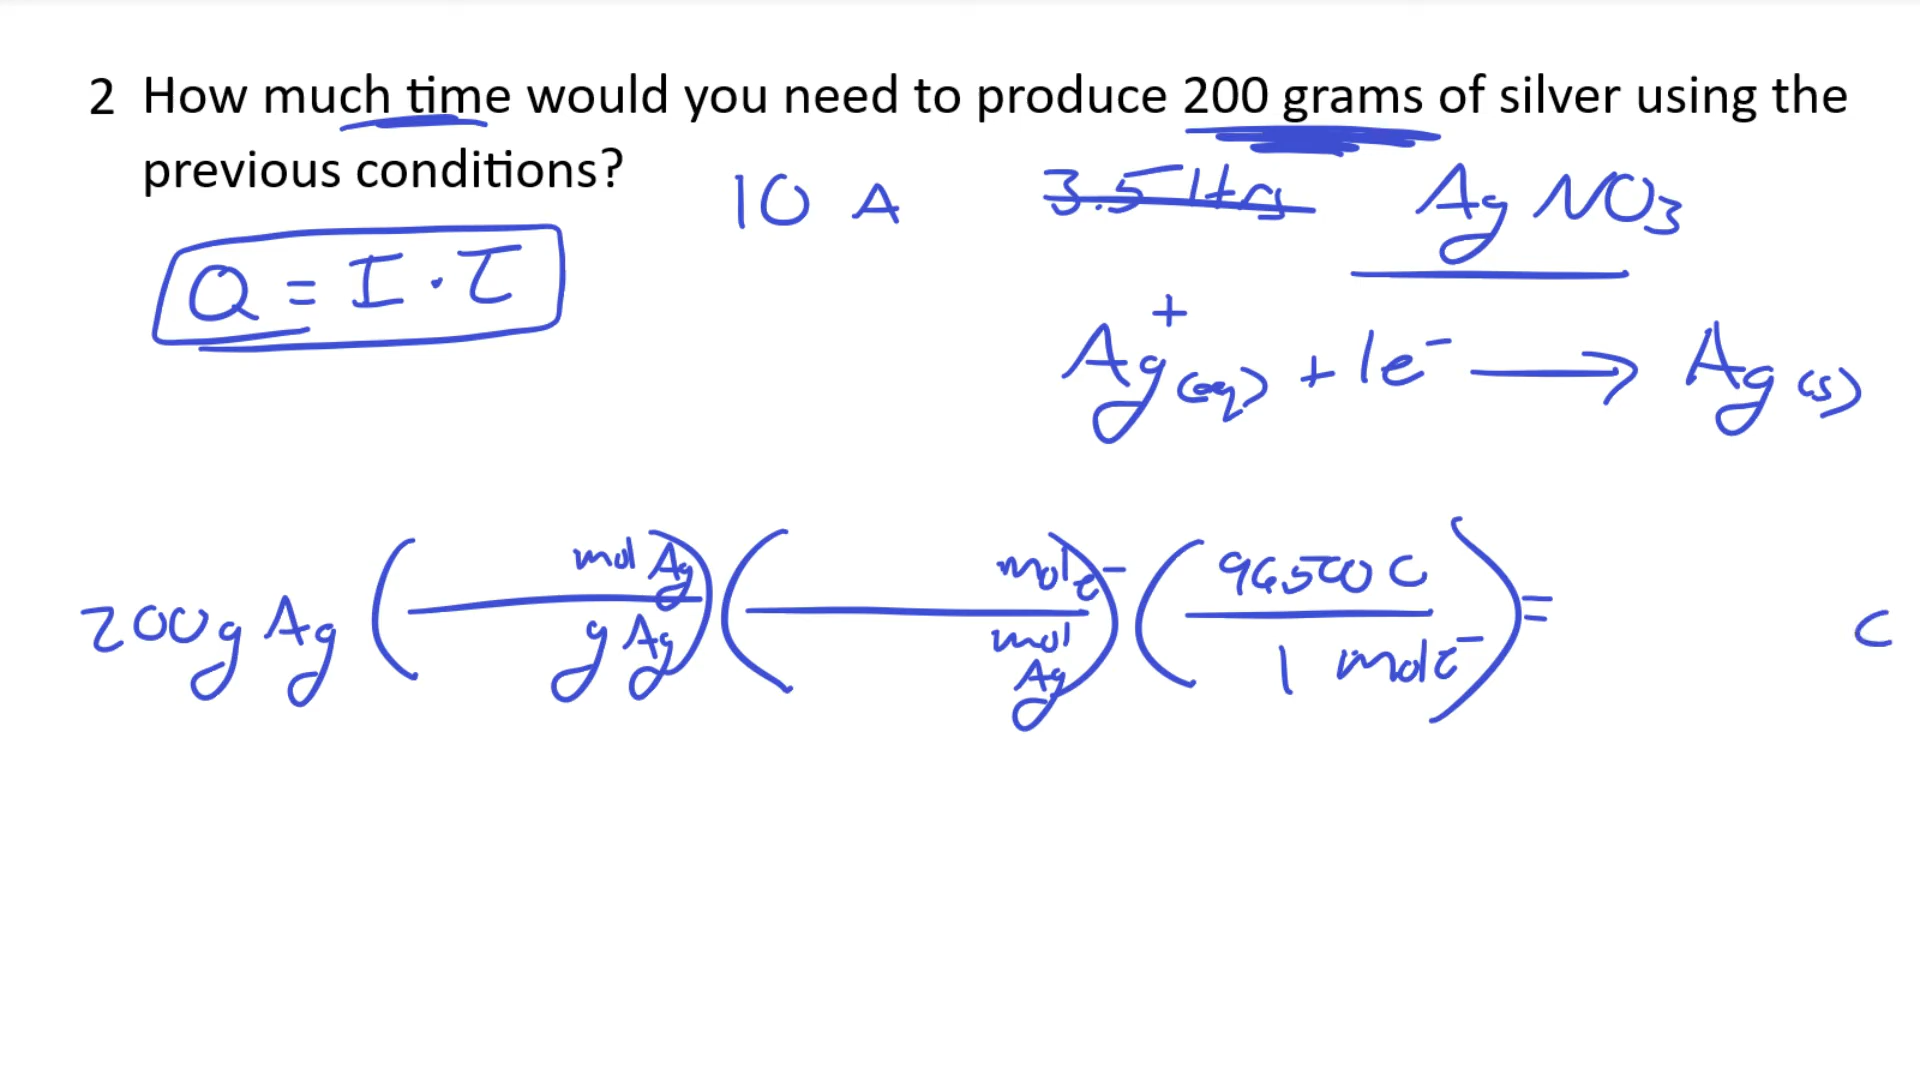 2 How much time would you need to produce 200 grams of silver using the
previous conditions?
10 A 3.5 Hrs AgNO3
Q = I · t
Ag+(aq) + 1e- → Ag(s)
200g Ag ( mol Ag / g Ag ) ( mol e- / mol Ag ) ( 96500 C / 1 mol e- ) = C